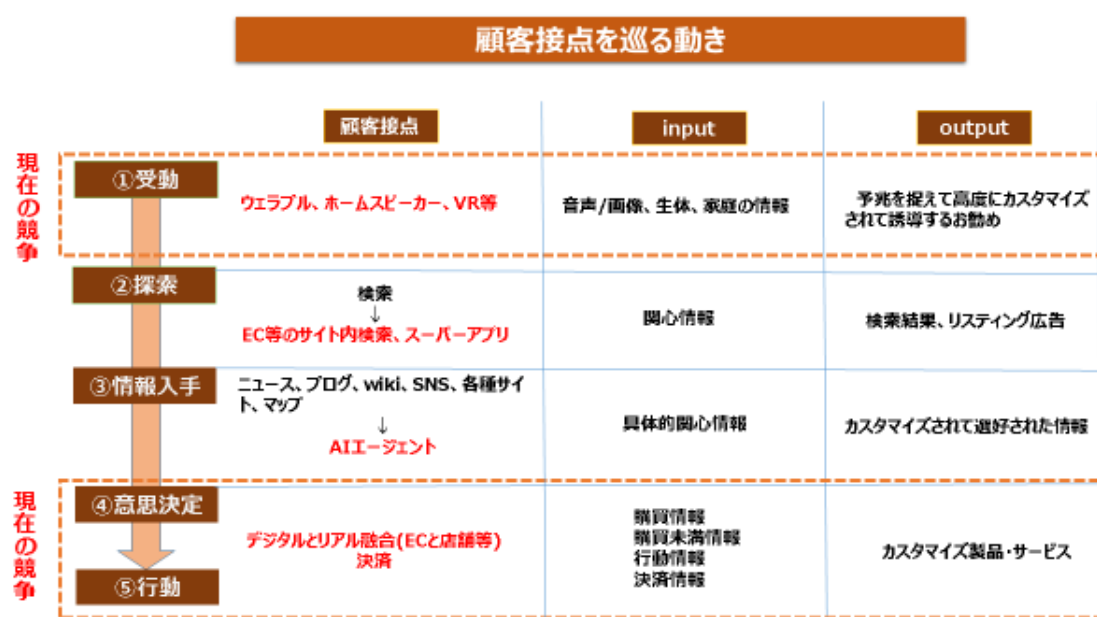 顧客接点を巡る動き
顧客接点
input
output
現在の競争
①受動
ウェラブル、ホームスピーカー、VR等
音声/画像、生体、家庭の情報
予兆を捉えて高度にカスタマイズ
されて誘導するお勧め
②探索
検索
↓
EC等のサイト内検索、スーパーアプリ
関心情報
検索結果、リスティング広告
③情報入手
ニュース、ブログ、wiki、SNS、各種サイ
ト、マップ
↓
AIエージェント
具体的関心情報
カスタマイズされて選好された情報
現在の競争
④意思決定
⑤行動
デジタルとリアル融合(ECと店舗等)
決済
購買情報
購買未満情報
行動情報
決済情報
カスタマイズ製品・サービス